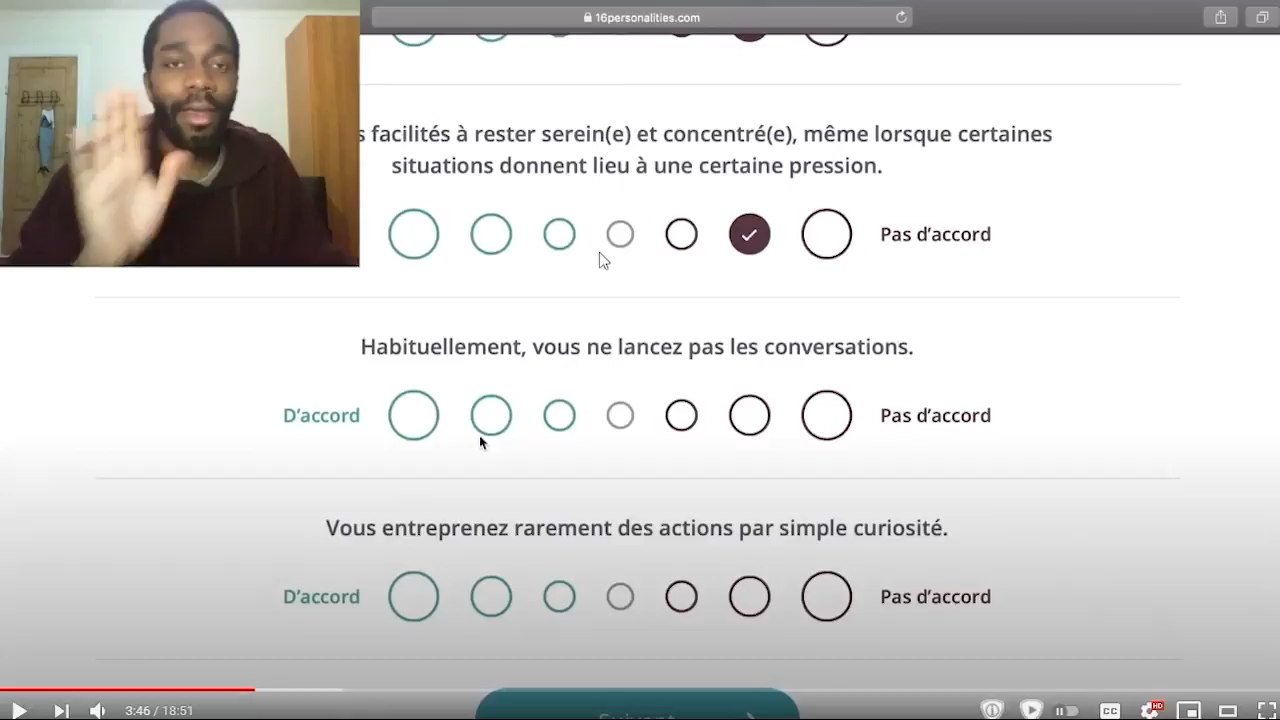 16personalities.com
s facilités à rester serein(e) et concentré(e), même lorsque certaines
situations donnent lieu à une certaine pression.
Pas d'accord
Habituellement, vous ne lancez pas les conversations.
D'accord Pas d'accord
Vous entreprenez rarement des actions par simple curiosité.
D'accord Pas d'accord
3:46 / 18:51 CC HD